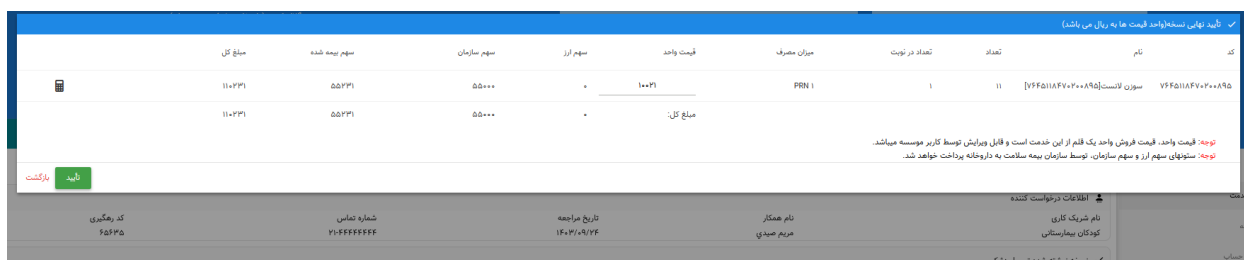 ✓ تأیید نهایی نسخه(واحد قیمت ها به ریال می باشد)
کد نام تعداد تعداد در نوبت میزان مصرف قیمت واحد سهم ارز سهم سازمان سهم بیمه شده مبلغ کل
۷۶۴۵۱۱۸۴۷۰۲۰۰۸۹۵ سوزن لانست[۷۶۴۵۱۱۸۴۷۰۲۰۰۸۹۵] ۱۱ ۱ PRN ۱ ۱۰۰۲۱ ۰ ۵۵۰۰۰ ۵۵۲۳۱ ۱۱۰۲۳۱
مبلغ کل: ۰ ۵۵۰۰۰ ۵۵۲۳۱ ۱۱۰۲۳۱
توجه: قیمت واحد، قیمت فروش واحد یک قلم از این خدمت است و قابل ویرایش توسط کاربر موسسه میباشد.
توجه: ستونهای سهم ارز و سهم سازمان، توسط سازمان بیمه سلامت به داروخانه پرداخت خواهد شد.
تأیید بازگشت
اطلاعات درخواست کننده
نام شریک کاری نام همکار تاریخ مراجعه شماره تماس کد رهگیری
کودکان بیمارستانی مریم صیدي ۱۴۰۳/۰۹/۲۴ ۲۱-۴۴۴۴۴۴۴۴ ۶۵۶۳۵
حساب